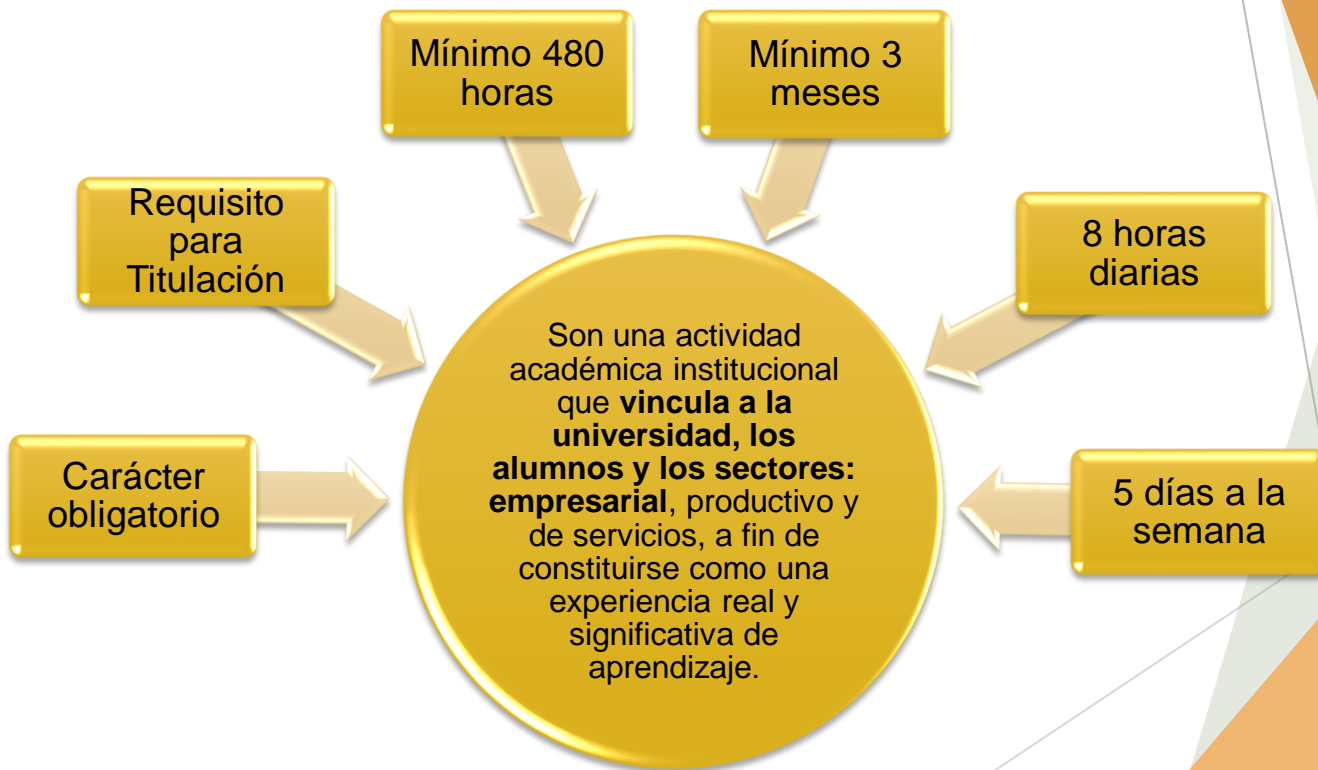 Mínimo 480
horas
Mínimo 3
meses
Requisito
para
Titulación
8 horas
diarias
Carácter
obligatorio
5 días a la
semana
Son una actividad
académica institucional
que vincula a la
universidad, los
alumnos y los sectores:
empresarial, productivo y
de servicios, a fin de
constituirse como una
experiencia real y
significativa de
aprendizaje.